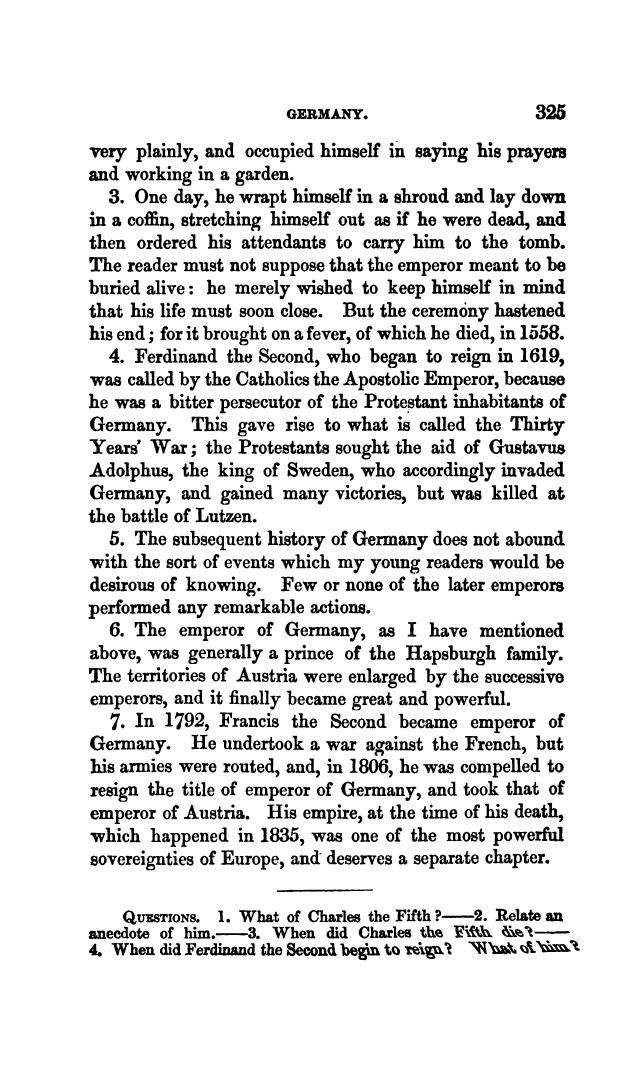 GERMANY. 325
very plainly, and occupied himself in saying his prayers
and working in a garden.
3. One day, he wrapt himself in a shroud and lay down
in a coffin, stretching himself out as if he were dead, and
then ordered his attendants to carry him to the tomb.
The reader must not suppose that the emperor meant to be
buried alive: he merely wished to keep himself in mind
that his life must soon close. But the ceremony hastened
his end; for it brought on a fever, of which he died, in 1558.
4. Ferdinand the Second, who began to reign in 1619,
was called by the Catholics the Apostolic Emperor, because
he was a bitter persecutor of the Protestant inhabitants of
Germany. This gave rise to what is called the Thirty
Years' War; the Protestants sought the aid of Gustavus
Adolphus, the king of Sweden, who accordingly invaded
Germany, and gained many victories, but was killed at
the battle of Lutzen.
5. The subsequent history of Germany does not abound
with the sort of events which my young readers would be
desirous of knowing. Few or none of the later emperors
performed any remarkable actions.
6. The emperor of Germany, as I have mentioned
above, was generally a prince of the Hapsburgh family.
The territories of Austria were enlarged by the successive
emperors, and it finally became great and powerful.
7. In 1792, Francis the Second became emperor of
Germany. He undertook a war against the French, but
his armies were routed, and, in 1806, he was compelled to
resign the title of emperor of Germany, and took that of
emperor of Austria. His empire, at the time of his death,
which happened in 1835, was one of the most powerful
sovereignties of Europe, and deserves a separate chapter.
QUESTIONS. 1. What of Charles the Fifth?——2. Relate an
anecdote of him.——3. When did Charles the Fifth die?——
4. When did Ferdinand the Second begin to reign? What of him?